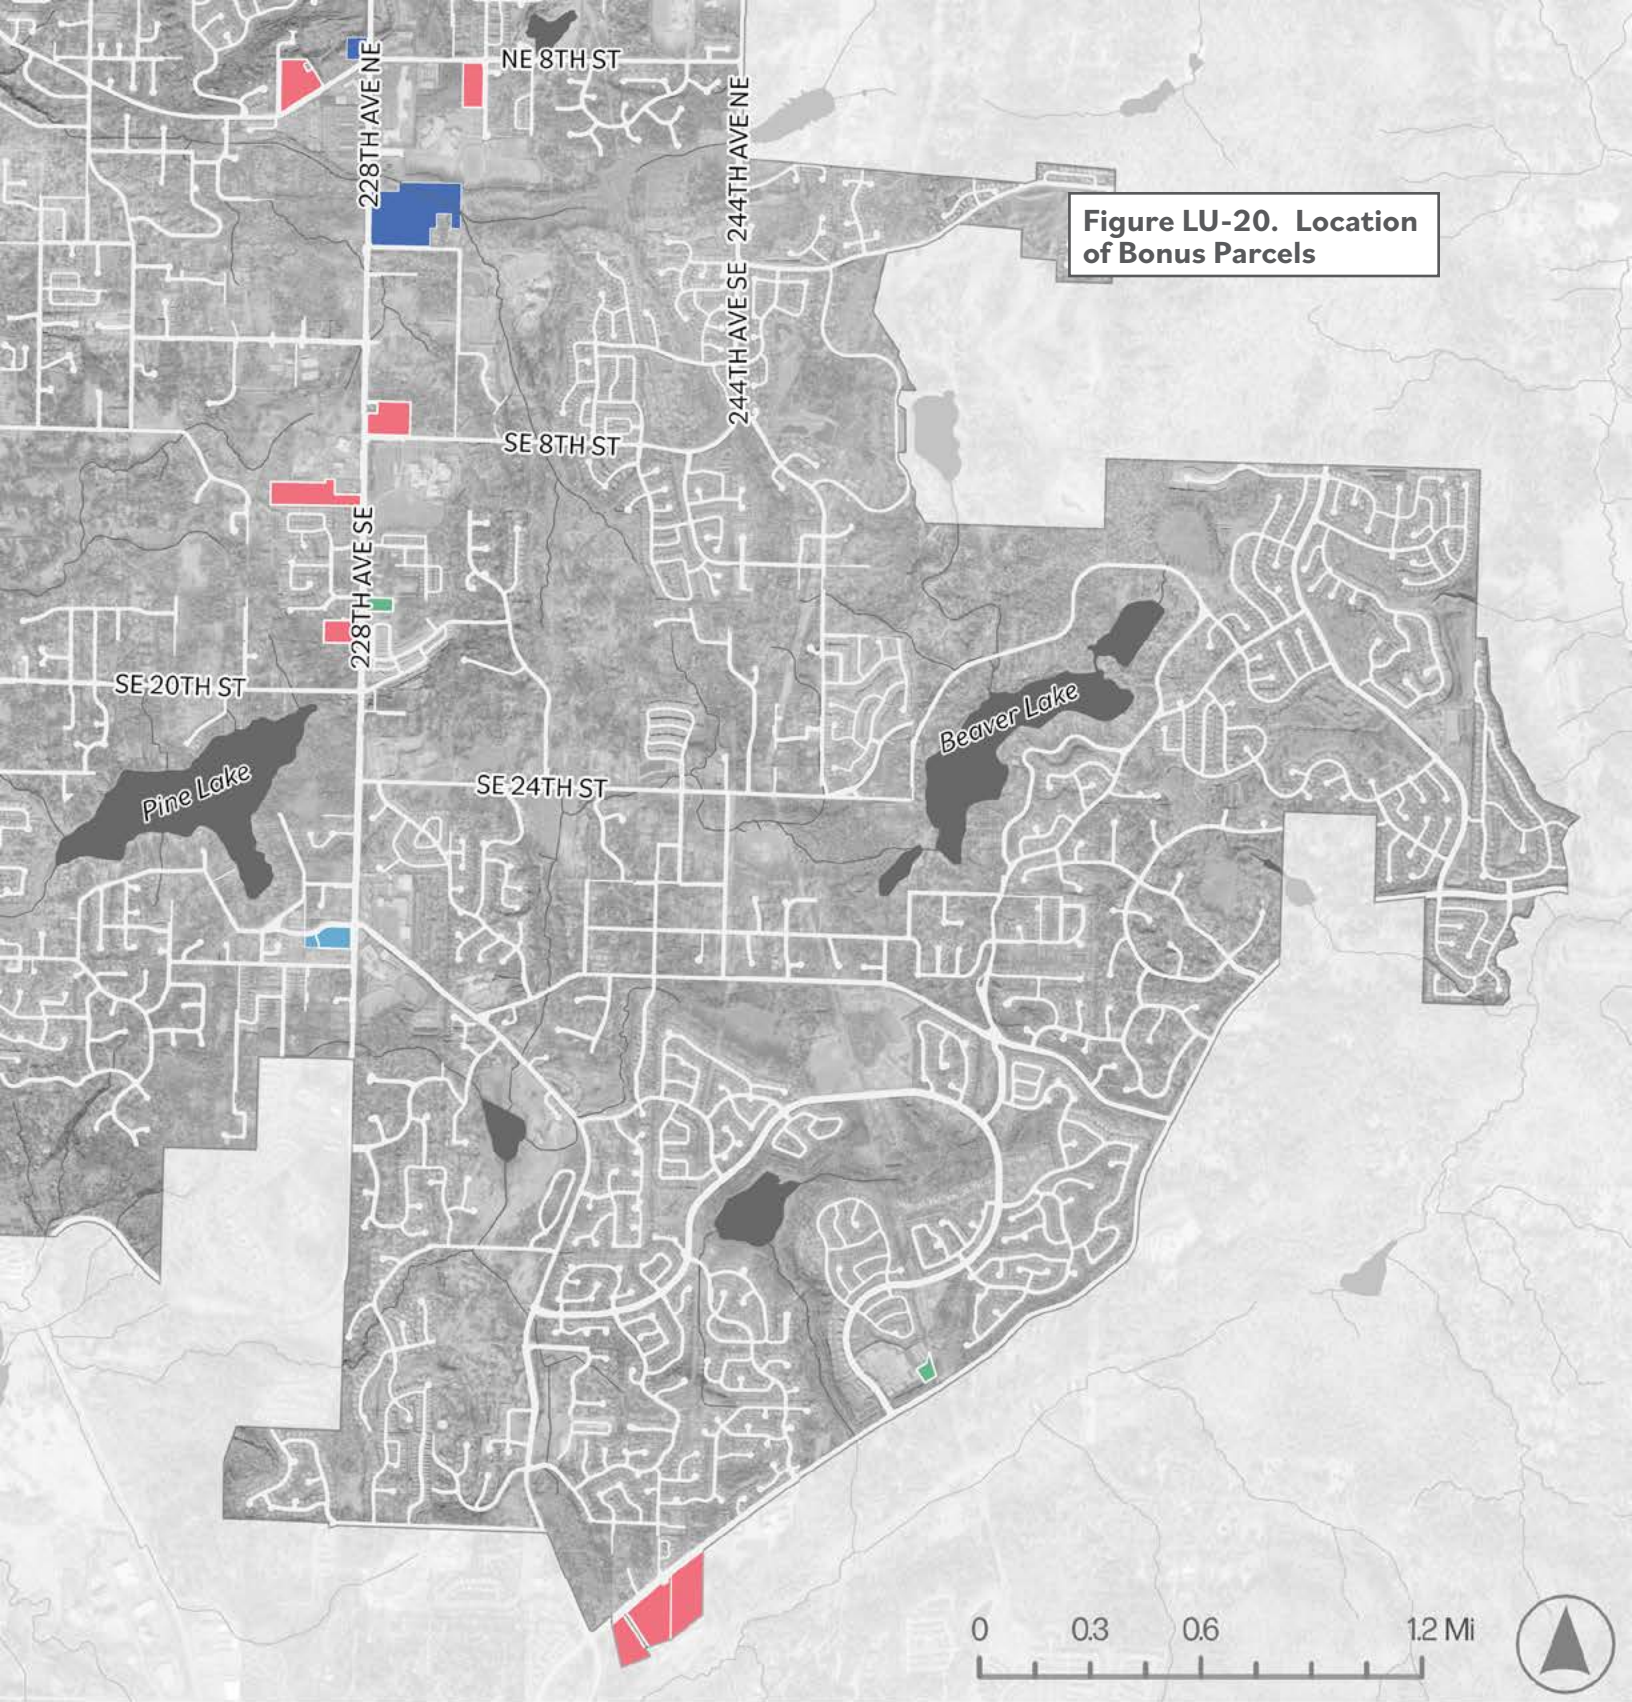 NE 8TH ST
228TH AVE NE
244TH AVE NE
Figure LU-20. Location
of Bonus Parcels
244TH AVE SE
SE 8TH ST
228TH AVE SE
SE 20TH ST
Beaver Lake
Pine Lake
SE 24TH ST
0 0.3 0.6 1.2 Mi